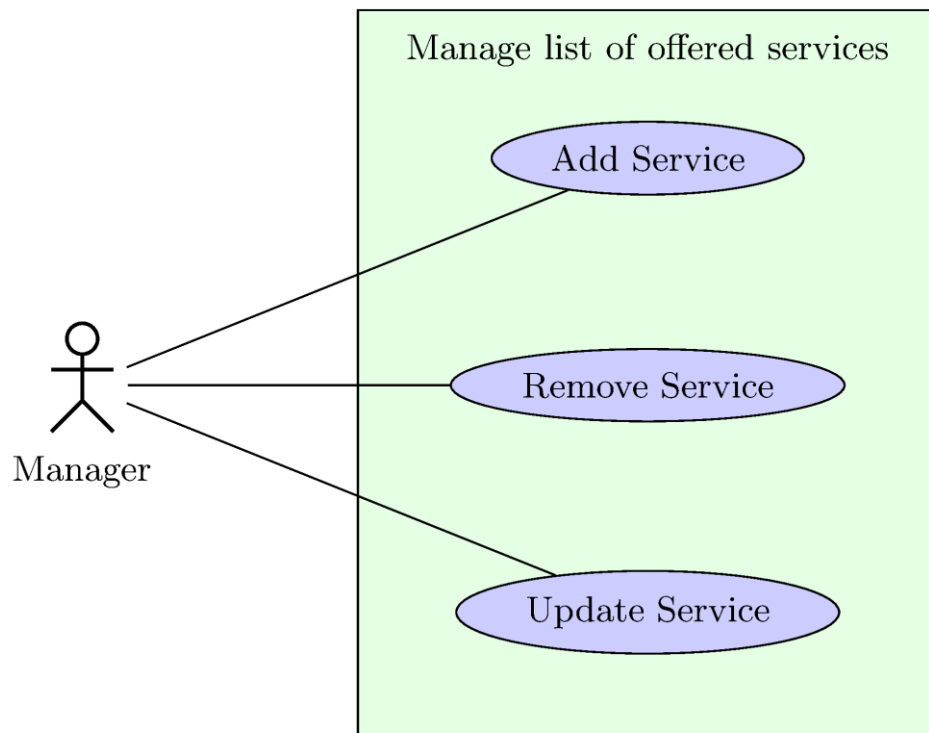 Manage list of offered services
Add Service
Remove Service
Manager
Update Service